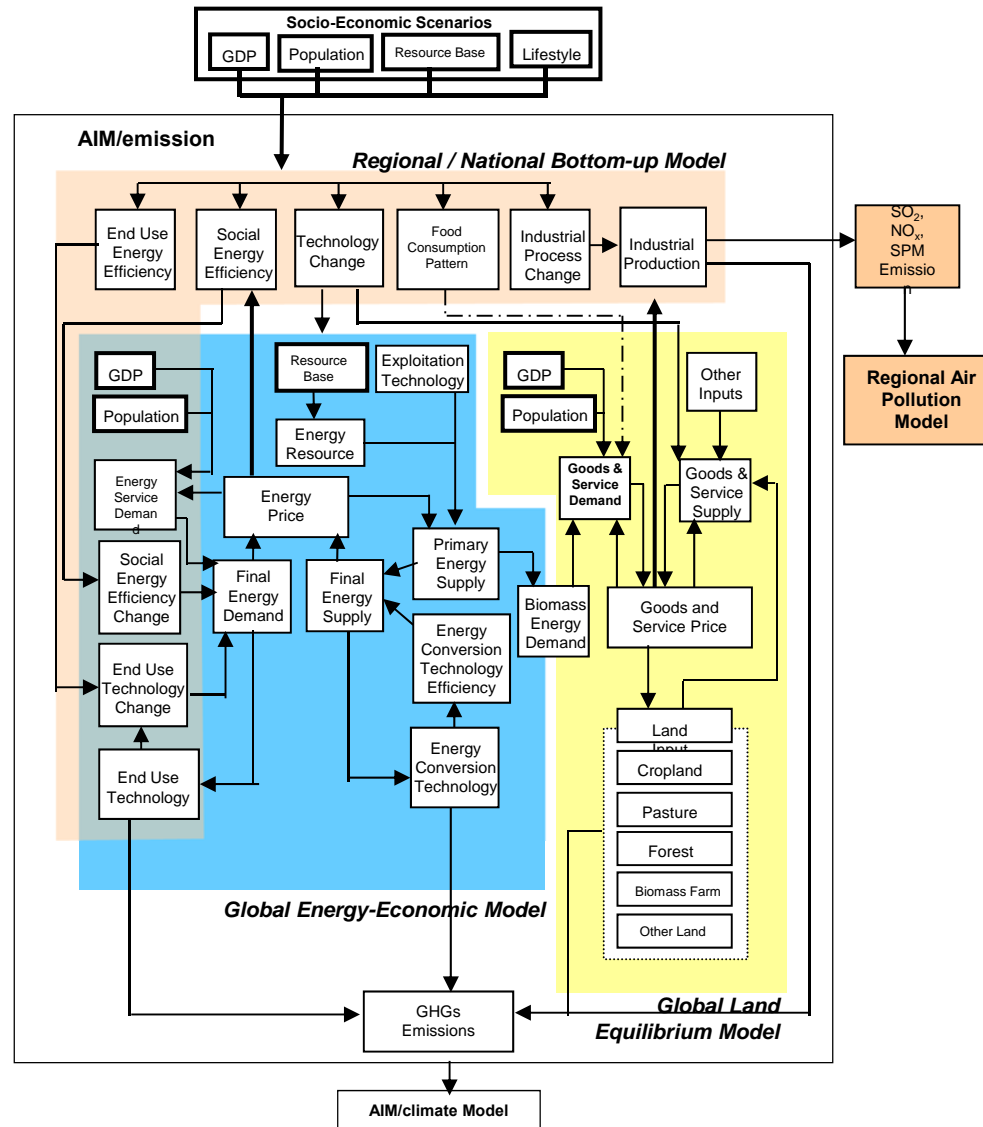 Socio-Economic Scenarios
GDP
Population
Resource Base
Lifestyle
AIM/emission
Regional / National Bottom-up Model
End Use
Energy
Efficiency
Social
Energy
Efficiency
Technology
Change
Food
Consumption
Pattern
Industrial
Process
Change
Industrial
Production
SO2,
NOx,
SPM
Emissio
n
Regional Air
Pollution
Model
GDP
Population
Resource
Base
Exploitation
Technology
Energy
Resource
GDP
Population
Other
Inputs
Energy
Service
Deman
d
Energy
Price
Goods &
Service
Demand
Goods &
Service
Supply
Social
Energy
Efficiency
Change
Final
Energy
Demand
Final
Energy
Supply
Primary
Energy
Supply
Biomass
Energy
Demand
Goods and
Service Price
Energy
Conversion
Technology
Efficiency
End Use
Technology
Change
End Use
Technology
Energy
Conversion
Technology
Land
Input
Cropland
Pasture
Forest
Biomass Farm
Other Land
Global Energy-Economic Model
Global Land
Equilibrium Model
GHGs
Emissions
AIM/climate Model